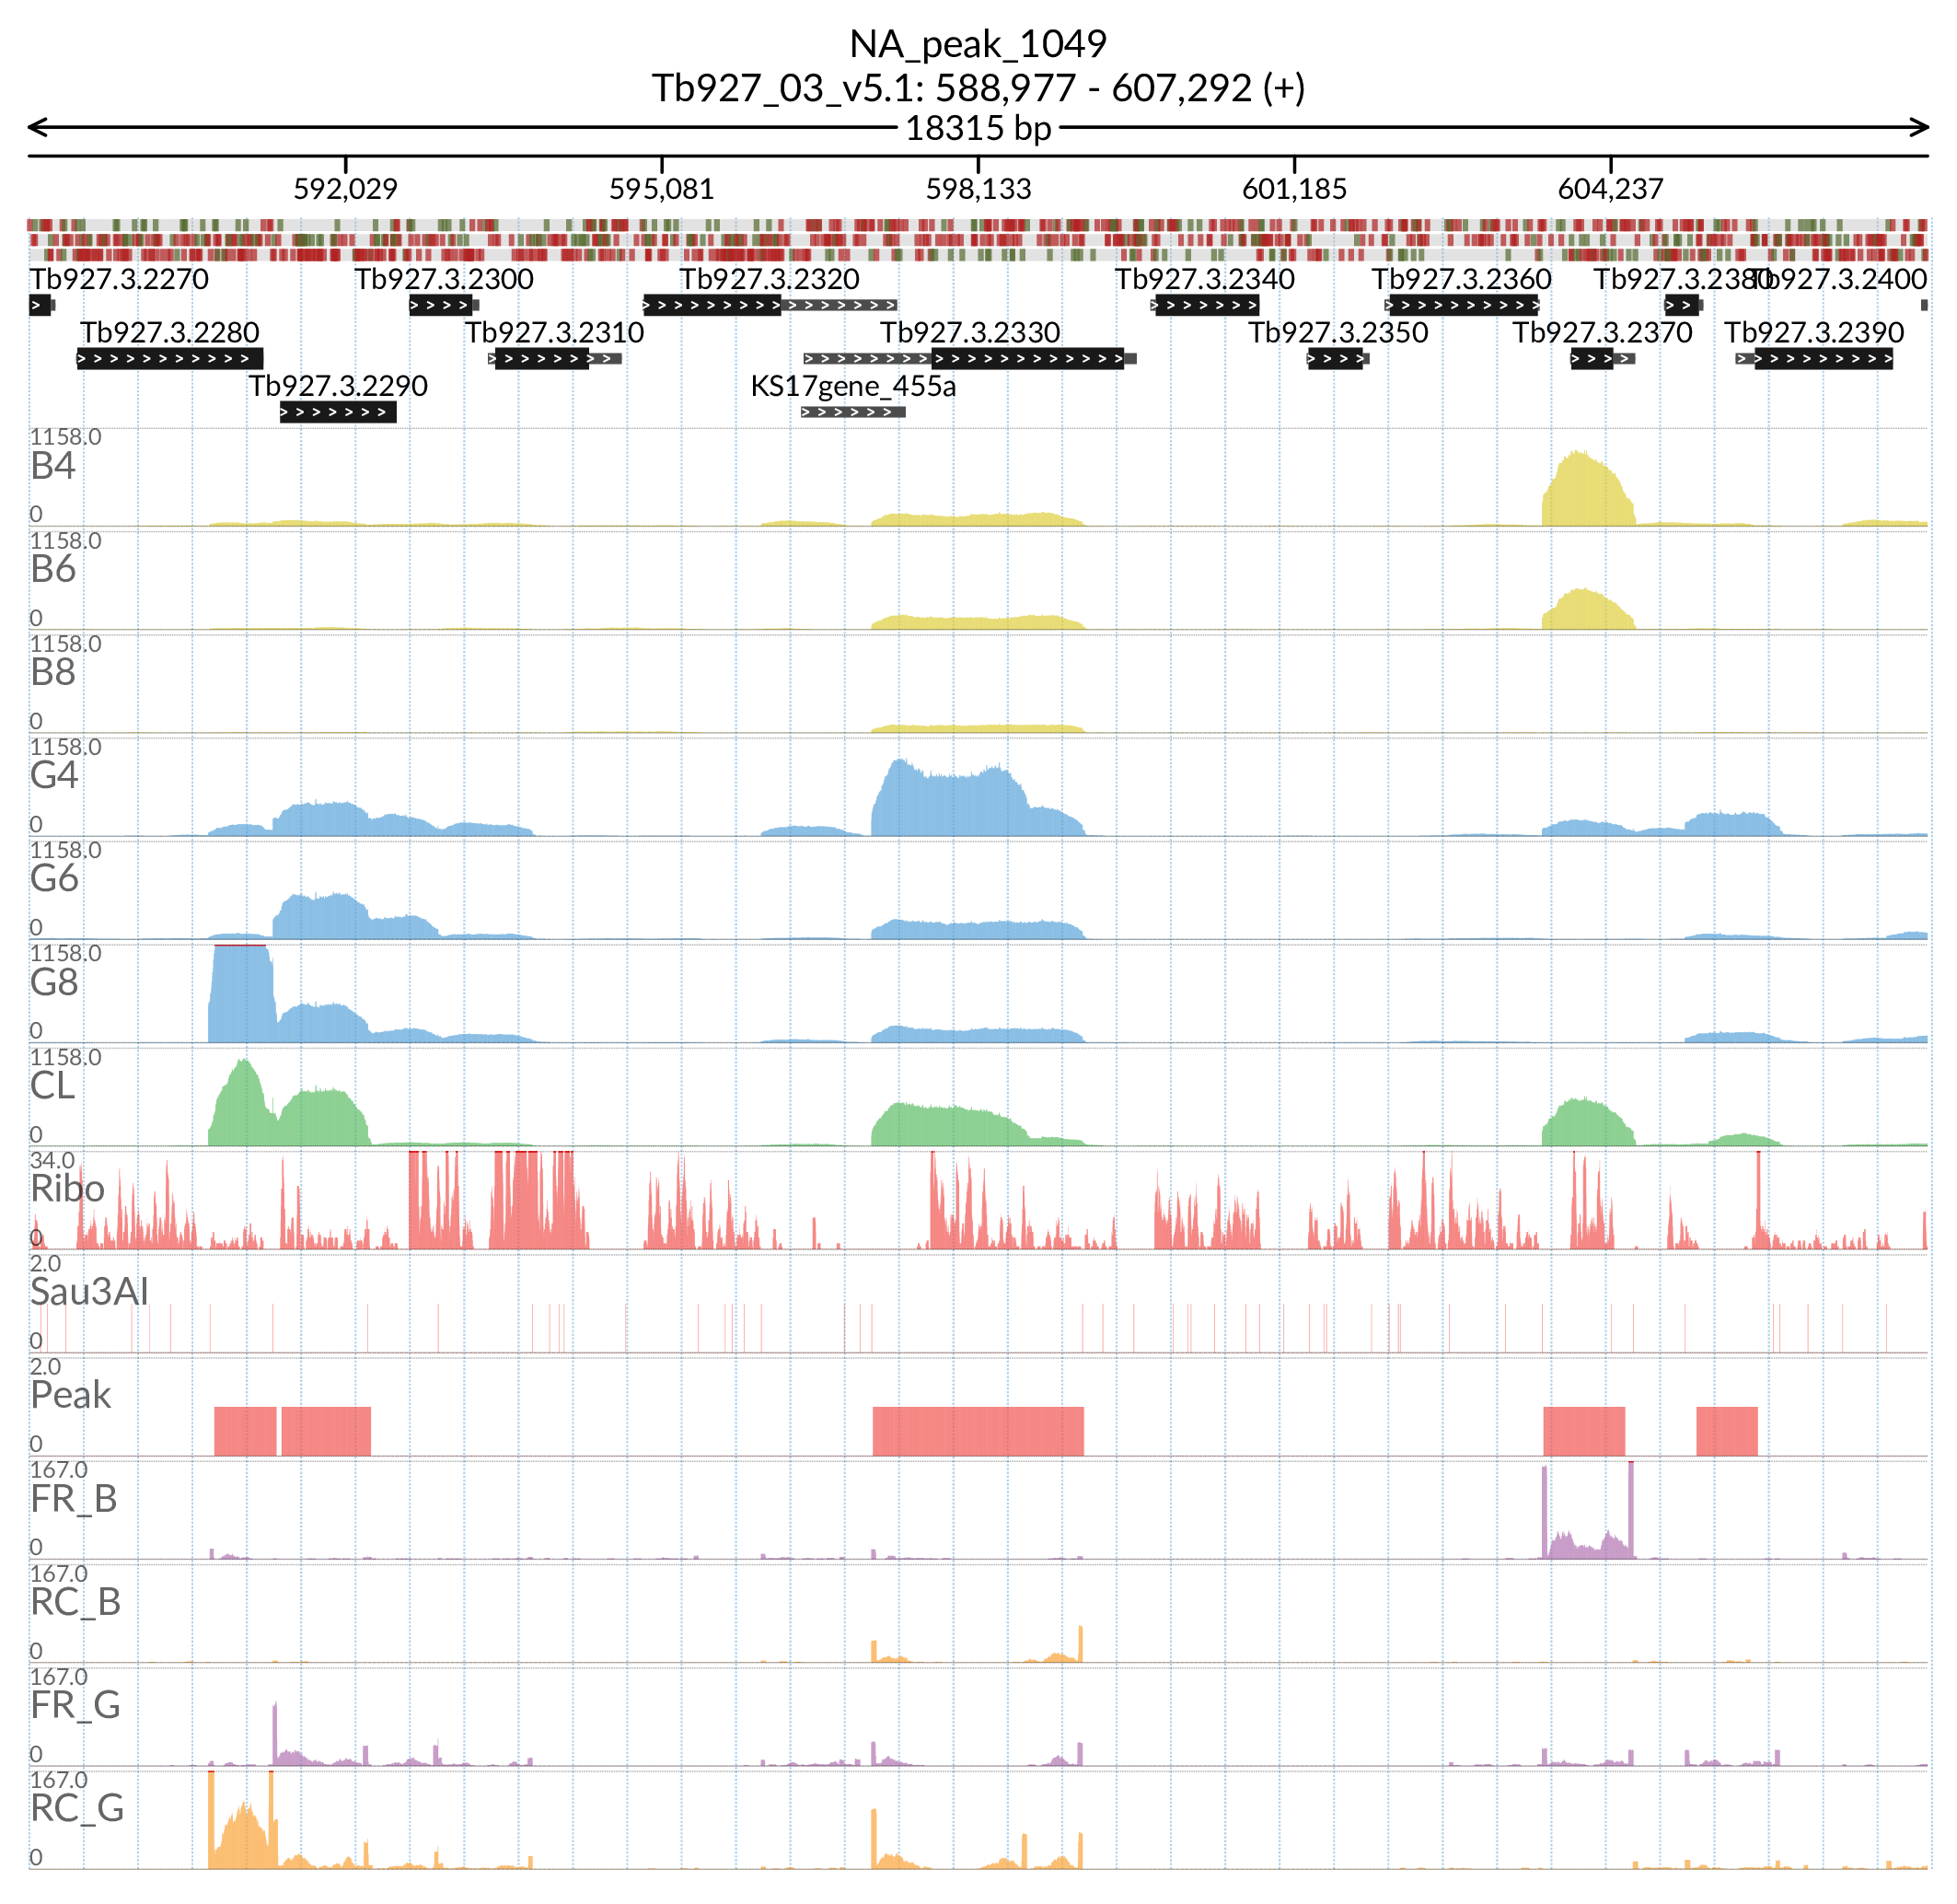 NA_peak_1049
Tb927_03_v5.1: 588,977 - 607,292 (+)
18315 bp
592,029 595,081 598,133 601,185 604,237
Tb927.3.2270 Tb927.3.2300 Tb927.3.2320 Tb927.3.2340 Tb927.3.2360 Tb927.3.2380 Tb927.3.2400
Tb927.3.2280 Tb927.3.2310 Tb927.3.2330 Tb927.3.2350 Tb927.3.2370 Tb927.3.2390
Tb927.3.2290 KS17gene_455a
1158.0
B4
0
1158.0
B6
0
1158.0
B8
0
1158.0
G4
0
1158.0
G6
0
1158.0
G8
0
1158.0
CL
0
34.0
Ribo
0
2.0
Sau3AI
0
2.0
Peak
0
167.0
FR_B
0
167.0
RC_B
0
167.0
FR_G
0
167.0
RC_G
0